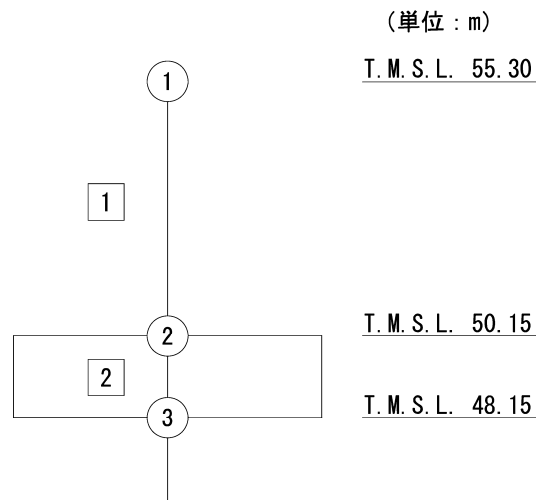 (単位：m)
① T.M.S.L. 55.30
1
② T.M.S.L. 50.15
2
③ T.M.S.L. 48.15